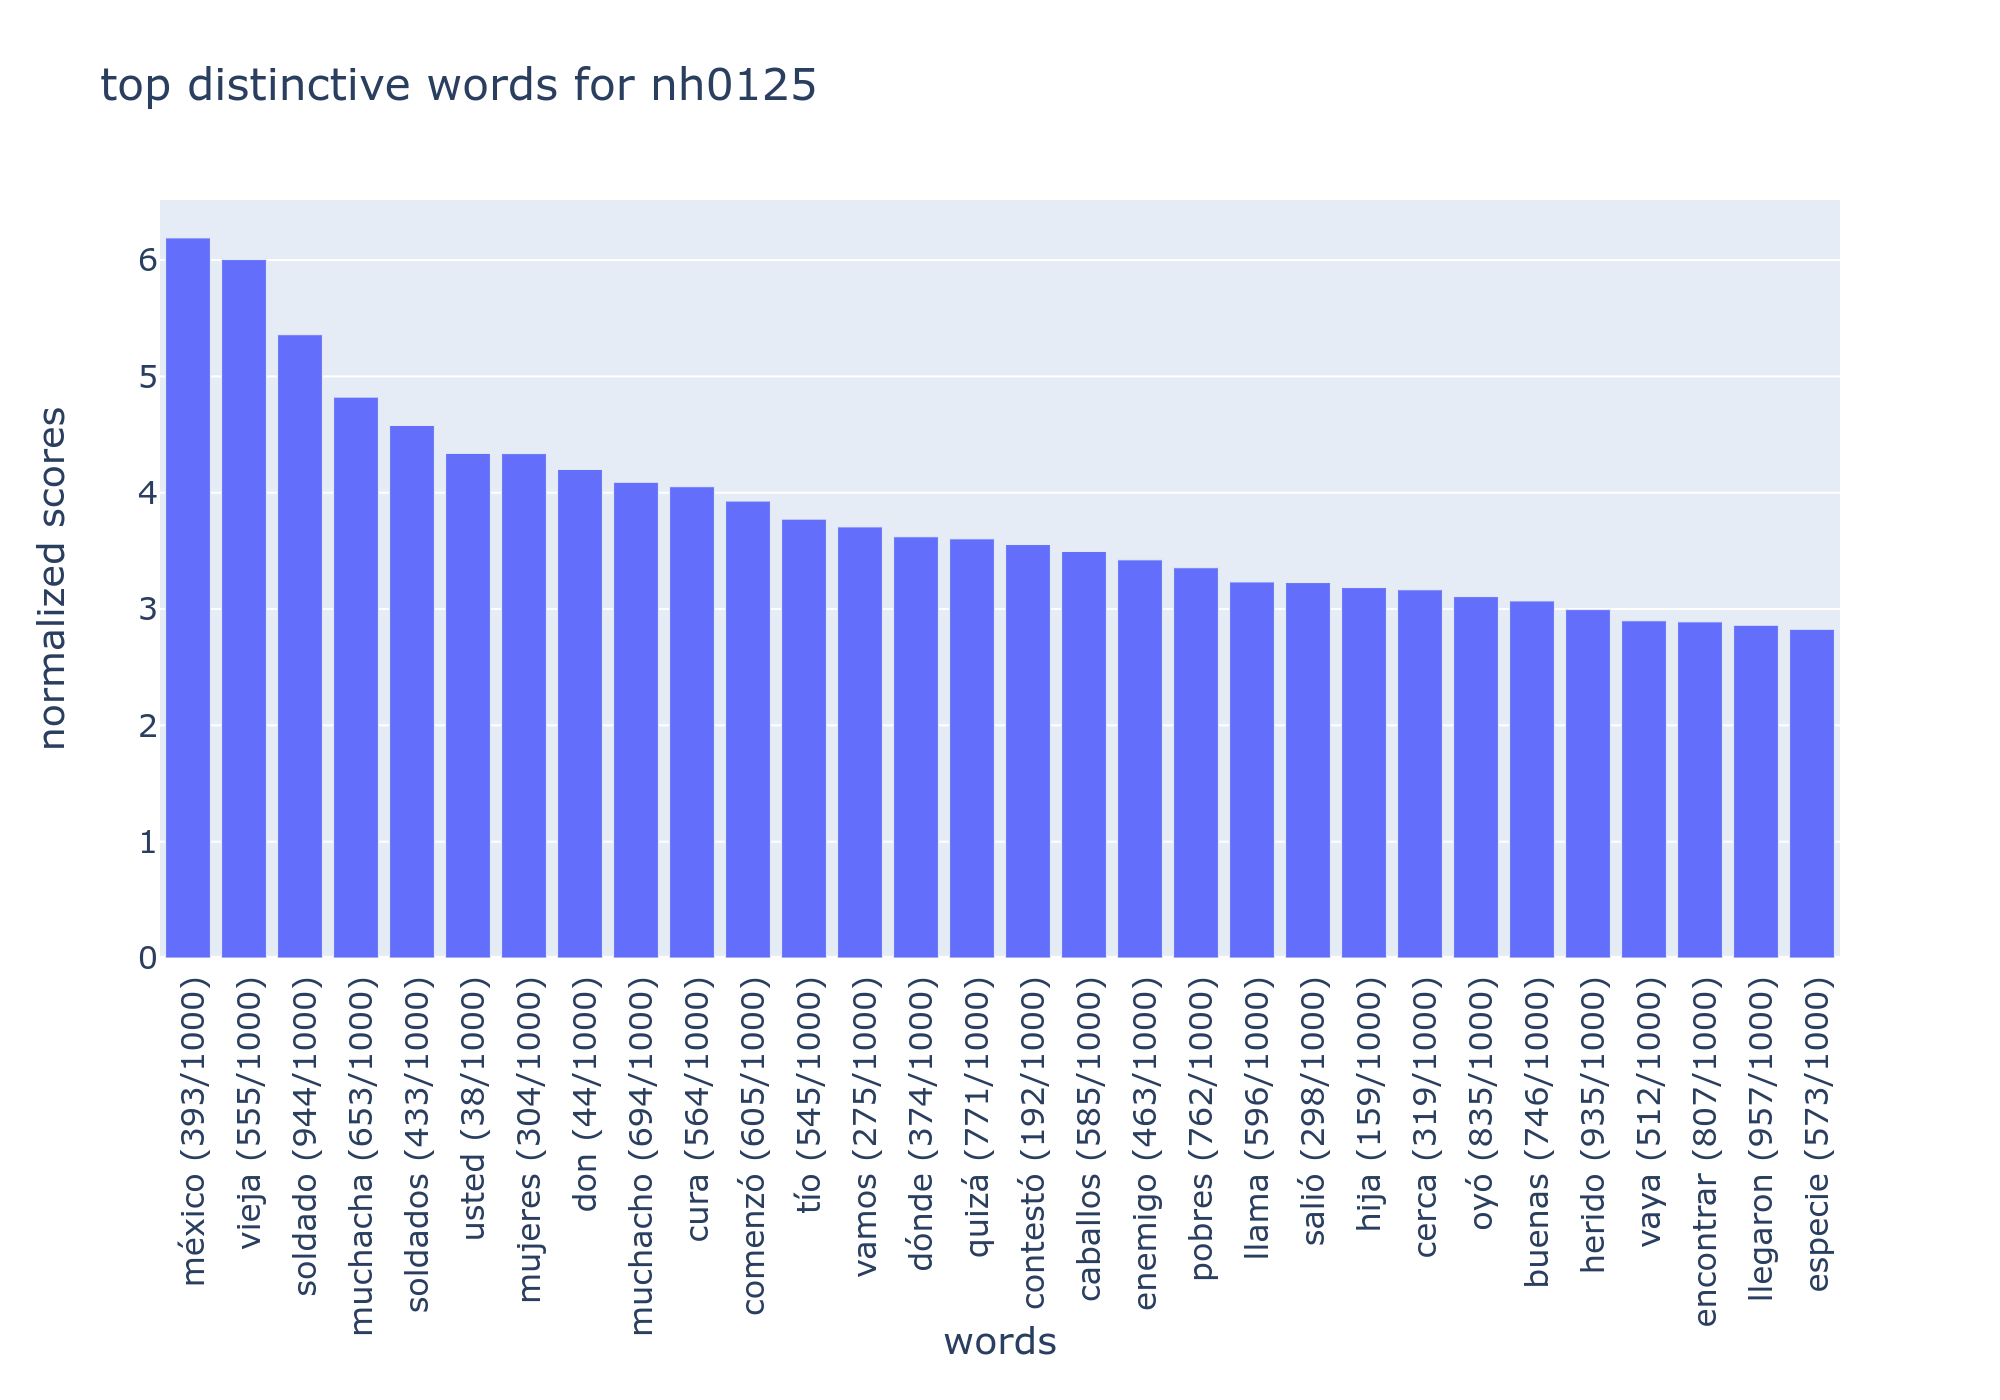 top distinctive words for nh0125
normalized scores
6
5
4
3
2
1
0
méxico (393/1000)
vieja (555/1000)
soldado (944/1000)
muchacha (653/1000)
soldados (433/1000)
usted (38/1000)
mujeres (304/1000)
don (44/1000)
muchacho (694/1000)
cura (564/1000)
comenzó (605/1000)
tío (545/1000)
vamos (275/1000)
dónde (374/1000)
quizá (771/1000)
contestó (192/1000)
caballos (585/1000)
enemigo (463/1000)
pobres (762/1000)
llama (596/1000)
salió (298/1000)
hija (159/1000)
cerca (319/1000)
oyó (835/1000)
buenas (746/1000)
herido (935/1000)
vaya (512/1000)
encontrar (807/1000)
llegaron (957/1000)
especie (573/1000)
words